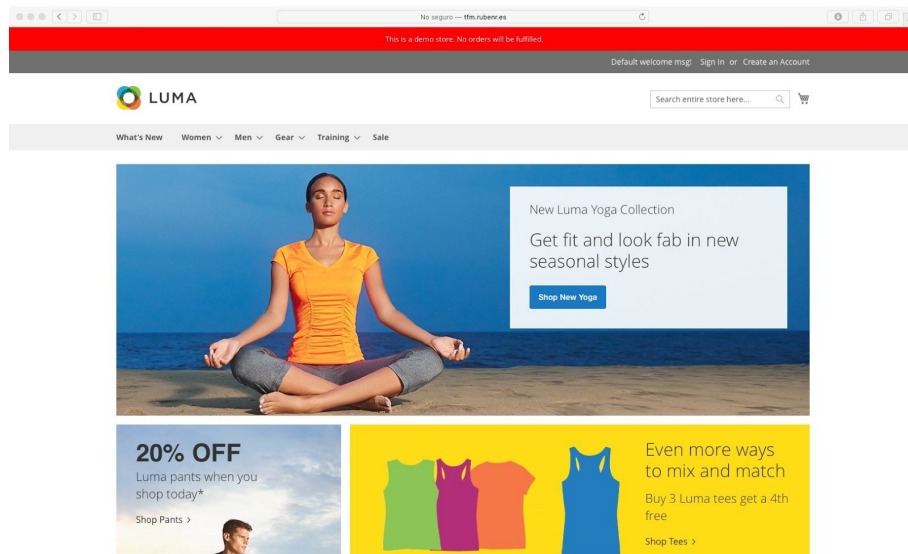 No seguro — tfm.rubenr.es
This is a demo store. No orders will be fulfilled.
Default welcome msg! Sign In or Create an Account
LUMA
Search entire store here...
What's New Women Men Gear Training Sale
New Luma Yoga Collection
Get fit and look fab in new
seasonal styles
Shop New Yoga
20% OFF
Luma pants when you
shop today*
Shop Pants >
Even more ways
to mix and match
Buy 3 Luma tees get a 4th
free
Shop Tees >